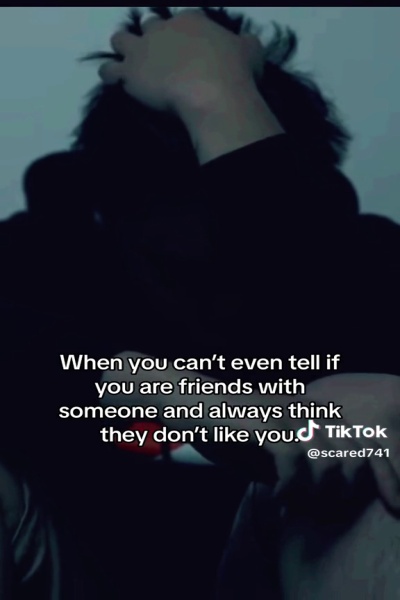 When you can't even tell if
you are friends with
someone and always think
they don't like you.
TikTok
@scared741